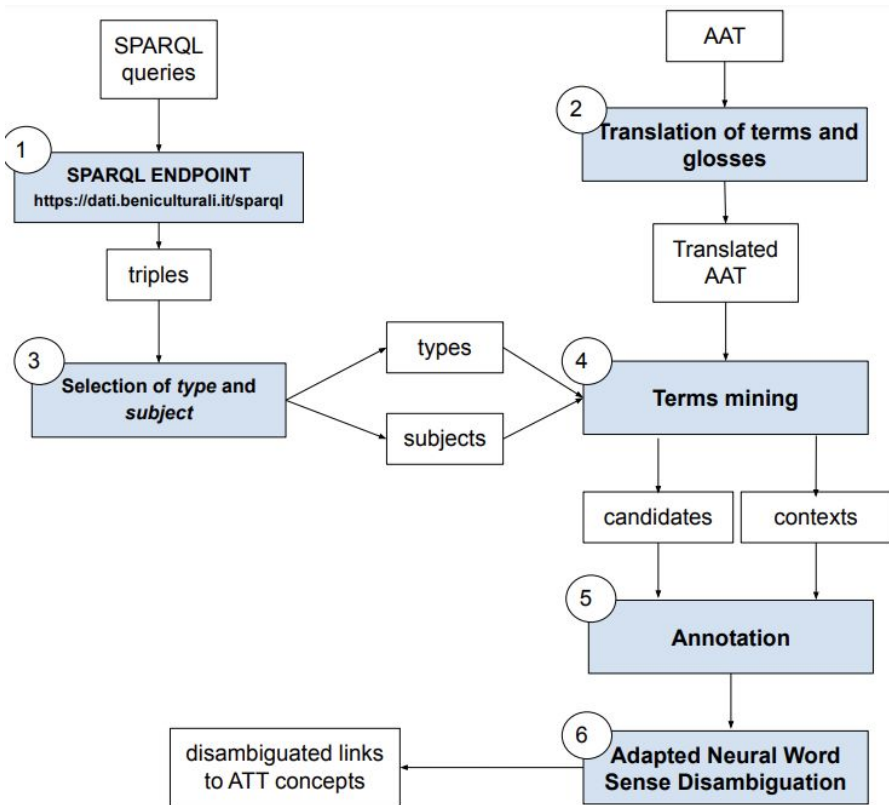 SPARQL
queries
AAT
1
SPARQL ENDPOINT
https://dati.beniculturali.it/sparql
2
Translation of terms and
glosses
triples
Translated
AAT
3
Selection of type and
subject
types
subjects
4
Terms mining
candidates
contexts
5
Annotation
6
Adapted Neural Word
Sense Disambiguation
disambiguated links
to ATT concepts